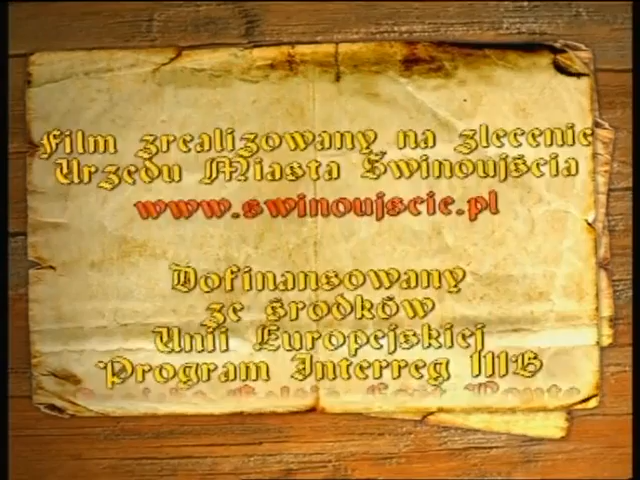 Film zrealizowany na zlecenie
Urzędu Miasta Świnoujścia
www.swinoujscie.pl
Dofinansowany
ze środków
Unii Europejskiej
Program Interreg IIIB